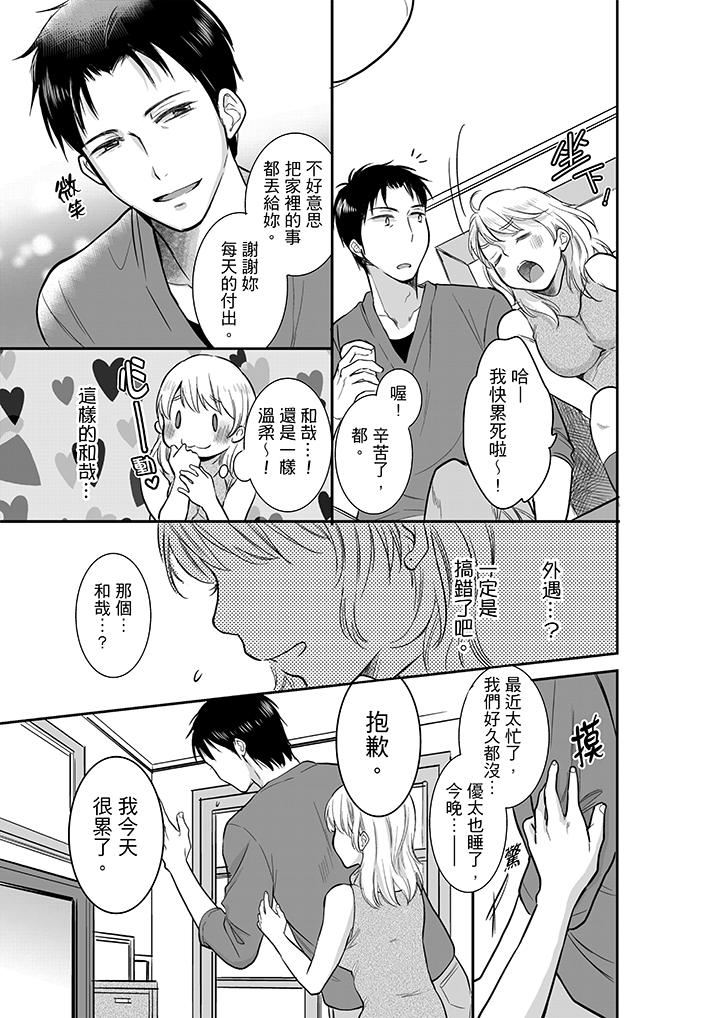 坐下！
哈—
我快累死啦～！
喔！
辛苦了，
都。
不好意思
把家裡的事
都丟給妳。
謝謝妳
每天的付出。
微笑
和哉…！
還是一樣
溫柔～！
心—動♡
這樣的和哉…
外遇…？
一定是
搞錯了吧。
那個…
和哉…？
摸
最近太忙了，
我們好久都沒…
優太也睡了，
今晚…——
驚
抱歉。
我今天
很累了。